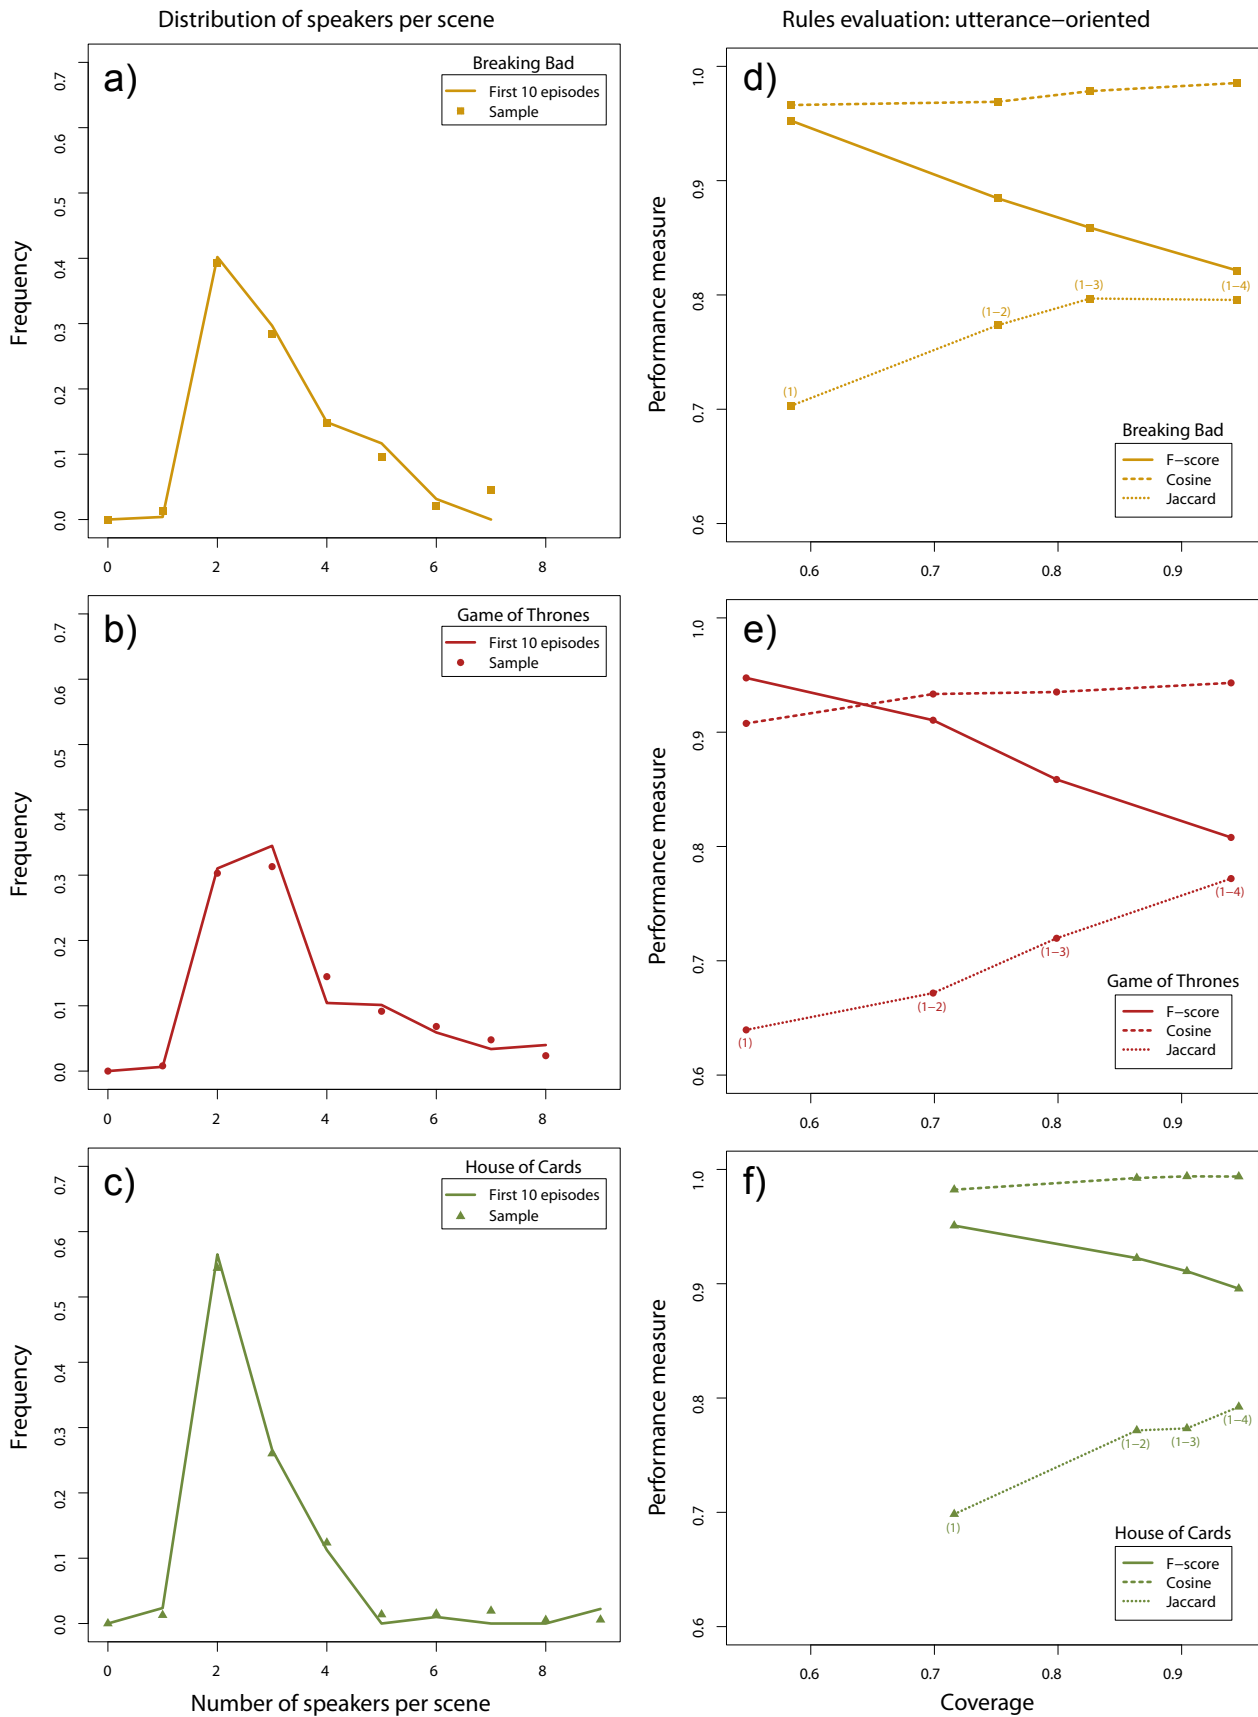 Distribution of speakers per scene
a)
Breaking Bad
First 10 episodes
Sample
Frequency
0.7
0.6
0.5
0.4
0.3
0.2
0.1
0.0
0 2 4 6 8
b)
Game of Thrones
First 10 episodes
Sample
Frequency
0.7
0.6
0.5
0.4
0.3
0.2
0.1
0.0
0 2 4 6 8
c)
House of Cards
First 10 episodes
Sample
Frequency
0.7
0.6
0.5
0.4
0.3
0.2
0.1
0.0
0 2 4 6 8
Number of speakers per scene
Rules evaluation: utterance−oriented
d)
Performance measure
1.0
0.9
0.8
0.7
0.6
(1)
(1−2)
(1−3)
(1−4)
Breaking Bad
F−score
Cosine
Jaccard
0.6 0.7 0.8 0.9
e)
Performance measure
1.0
0.9
0.8
0.7
0.6
(1)
(1−2)
(1−3)
(1−4)
Game of Thrones
F−score
Cosine
Jaccard
0.6 0.7 0.8 0.9
f)
Performance measure
1.0
0.9
0.8
0.7
0.6
(1)
(1−2)
(1−3)
(1−4)
House of Cards
F−score
Cosine
Jaccard
0.6 0.7 0.8 0.9
Coverage